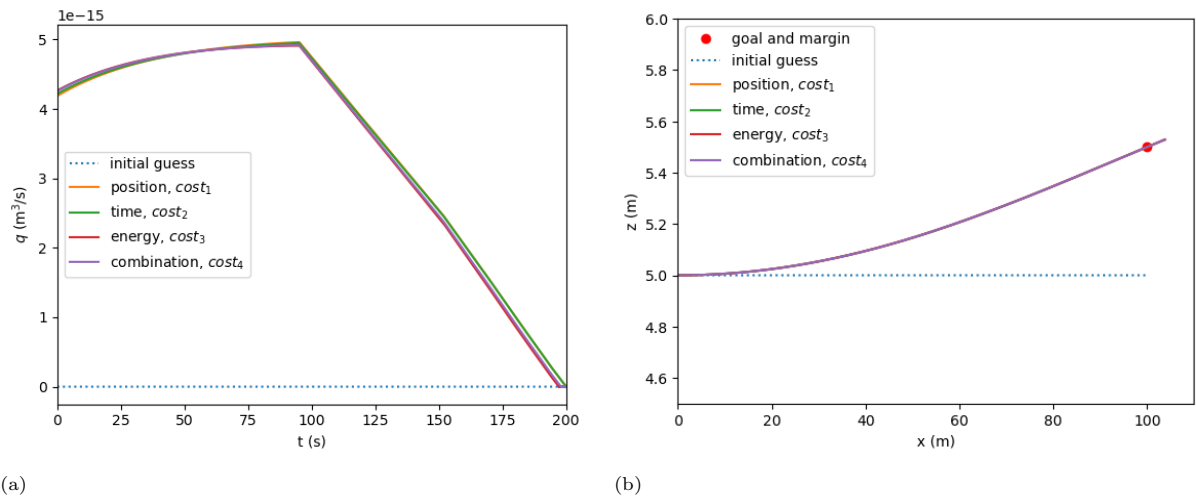 1e−15
5
4
3
2
1
0
q (m³/s)
initial guess
position, cost₁
time, cost₂
energy, cost₃
combination, cost₄
0 25 50 75 100 125 150 175 200
t (s)
(a)
6.0
5.8
5.6
5.4
5.2
5.0
4.8
4.6
z (m)
goal and margin
initial guess
position, cost₁
time, cost₂
energy, cost₃
combination, cost₄
0 20 40 60 80 100
x (m)
(b)